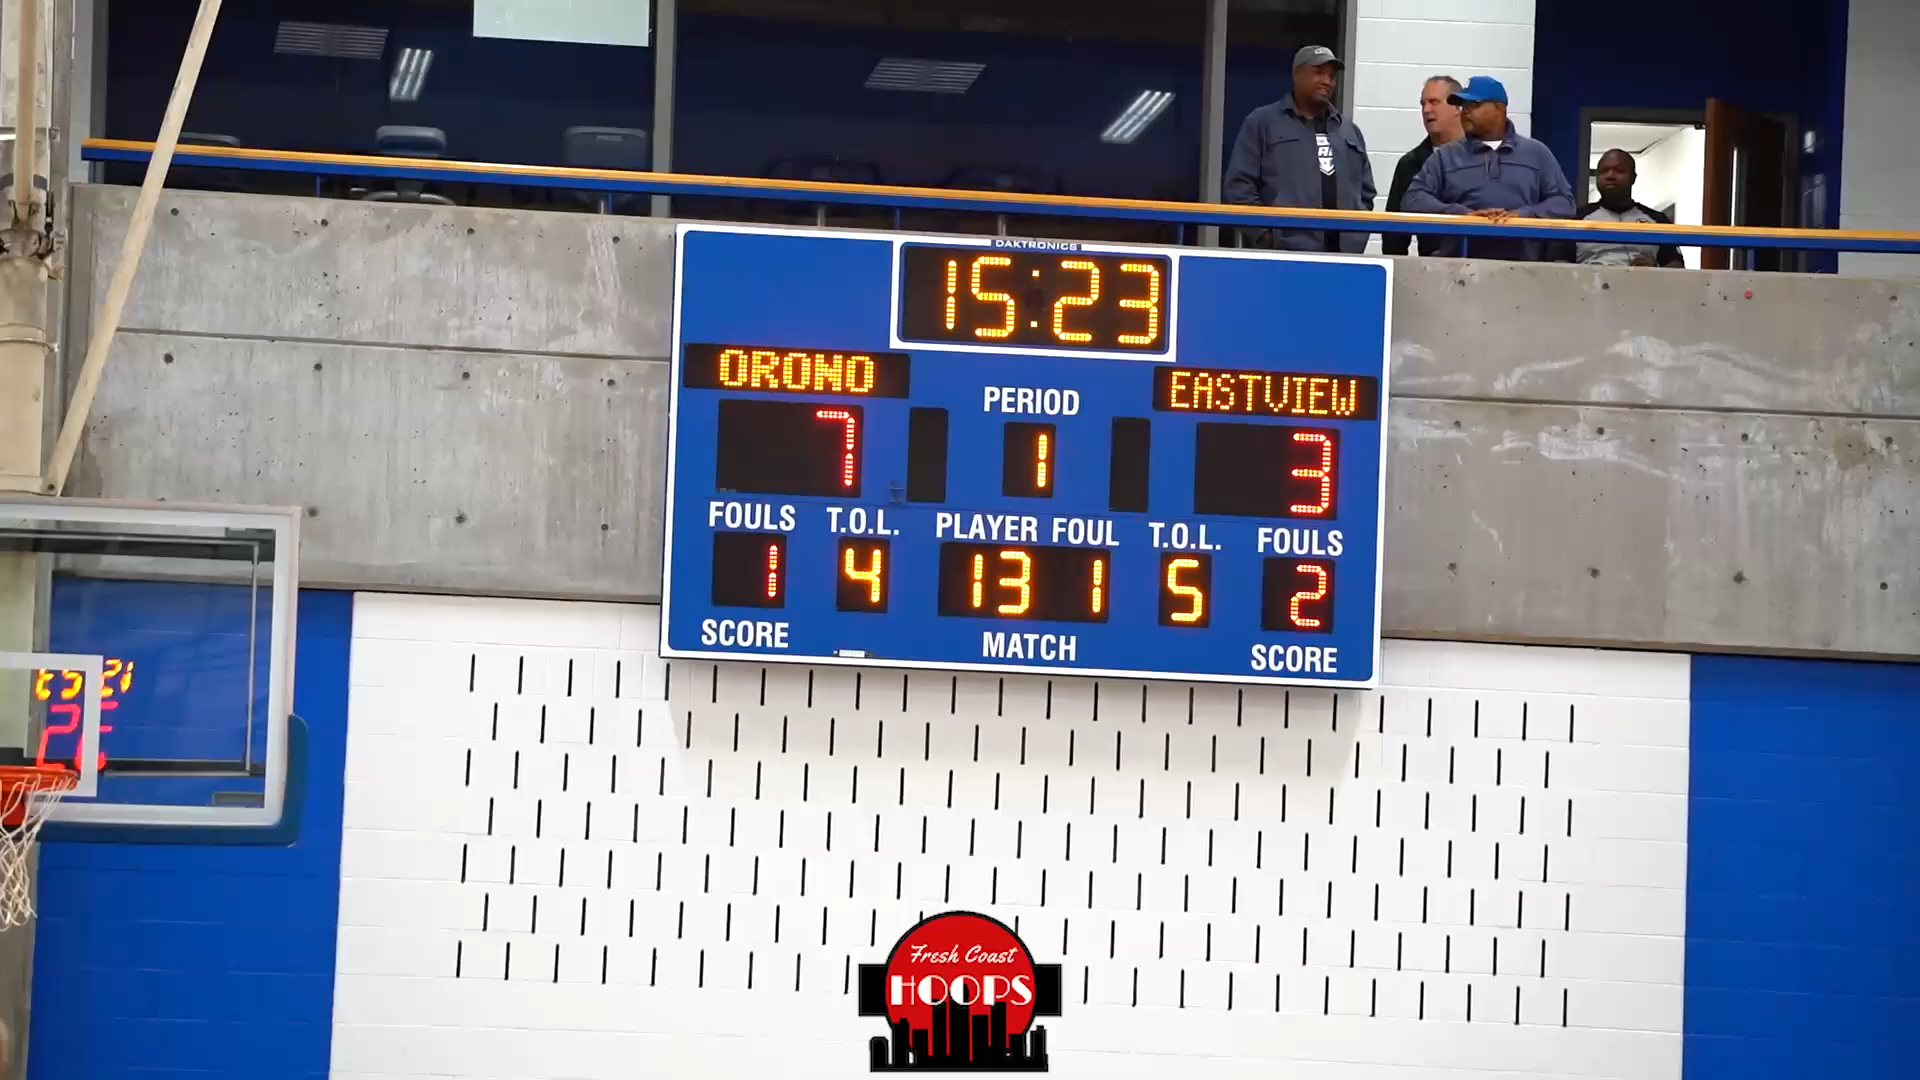 DAKTRONICS
15:23
ORONO
EASTVIEW
PERIOD
7
1
3
FOULS T.O.L. PLAYER FOUL T.O.L. FOULS
1 4 13 1 5 2
SCORE MATCH SCORE
Fresh Coast
HOOPS